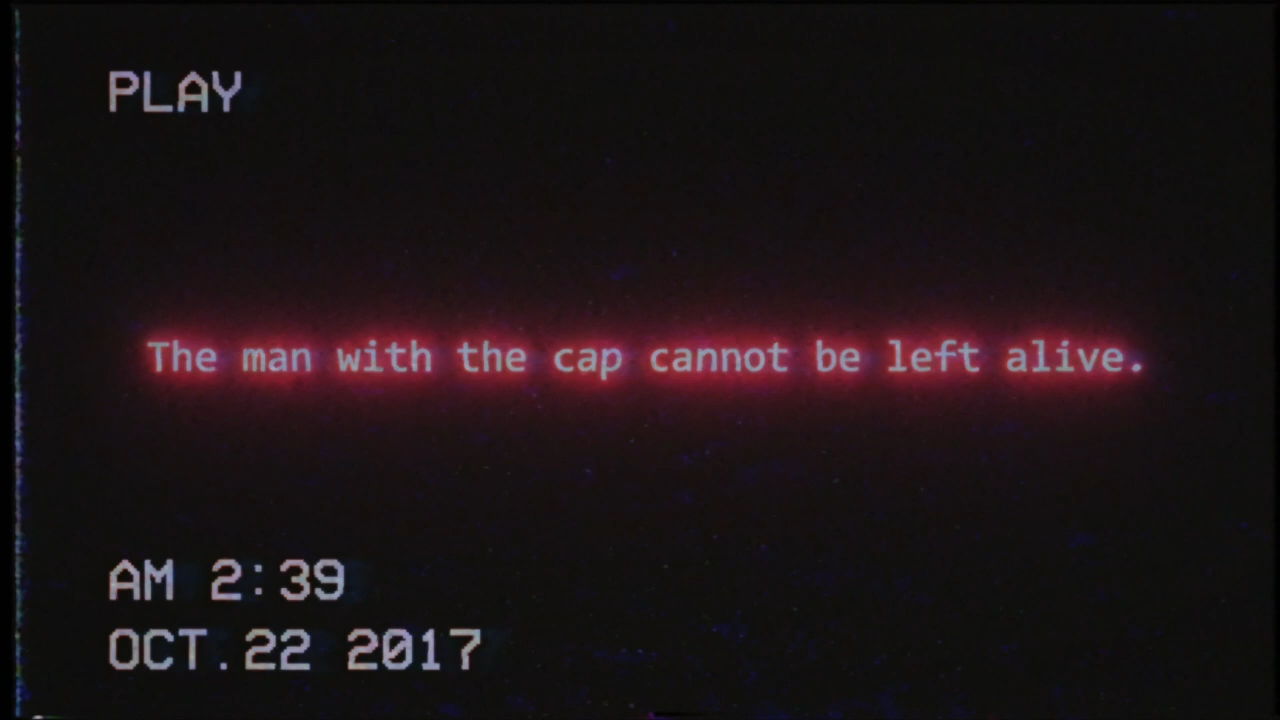 PLAY
The man with the cap cannot be left alive.
AM 2:39
OCT.22 2017